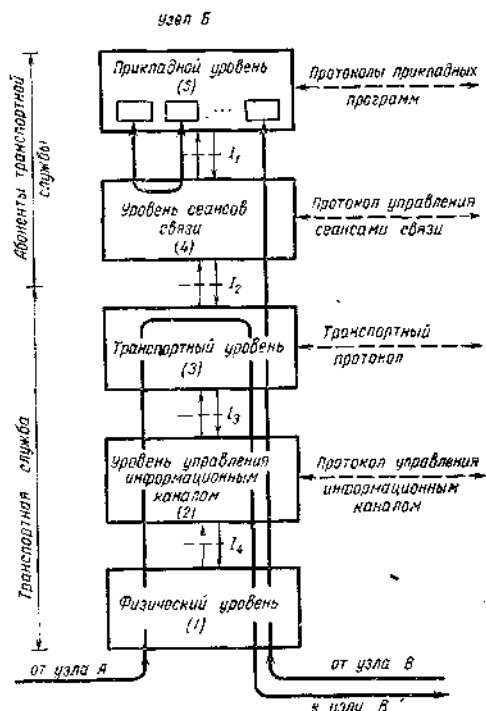 Узел Б
Прикладной уровень
(5)
...
Протоколы прикладных
программ
I₁
Абоненты транспортной
службы
Уровень сеансов
связи
(4)
Протокол управления
сеансами связи
I₂
Транспортный уровень
(3)
Транспортный
протокол
I₃
Транспортная служба
Уровень управления
информационным
каналом
(2)
Протокол управления
информационным
каналом
I₄
Физический уровень
(1)
от узла А
от узла В
к узлу В